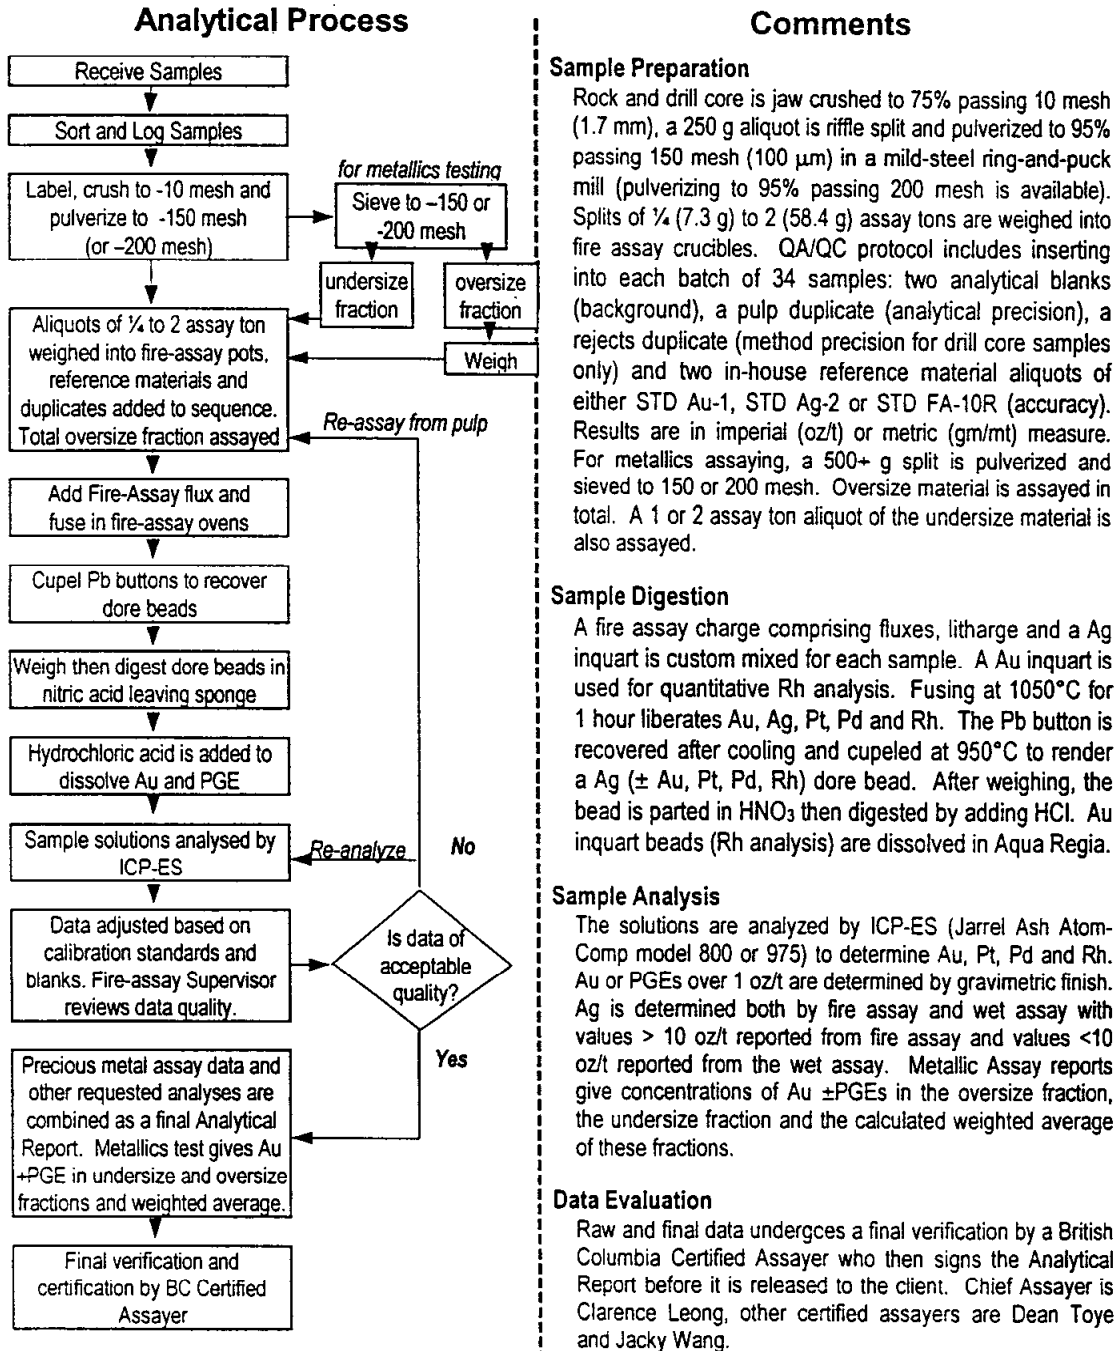 Analytical Process
Receive Samples
Sort and Log Samples
Label, crush to -10 mesh and
pulverize to -150 mesh
(or –200 mesh)
for metallics testing
Sieve to –150 or
-200 mesh
undersize
fraction
oversize
fraction
Weigh
Aliquots of ¼ to 2 assay ton
weighed into fire-assay pots,
reference materials and
duplicates added to sequence.
Total oversize fraction assayed
Re-assay from pulp
Add Fire-Assay flux and
fuse in fire-assay ovens
Cupel Pb buttons to recover
dore beads
Weigh then digest dore beads in
nitric acid leaving sponge
Hydrochloric acid is added to
dissolve Au and PGE
Sample solutions analysed by
ICP-ES
Re-analyze
No
Data adjusted based on
calibration standards and
blanks. Fire-assay Supervisor
reviews data quality.
Is data of
acceptable
quality?
Yes
Precious metal assay data and
other requested analyses are
combined as a final Analytical
Report. Metallics test gives Au
+PGE in undersize and oversize
fractions and weighted average.
Final verification and
certification by BC Certified
Assayer
Comments
Sample Preparation
Rock and drill core is jaw crushed to 75% passing 10 mesh
(1.7 mm), a 250 g aliquot is riffle split and pulverized to 95%
passing 150 mesh (100 µm) in a mild-steel ring-and-puck
mill (pulverizing to 95% passing 200 mesh is available).
Splits of ¼ (7.3 g) to 2 (58.4 g) assay tons are weighed into
fire assay crucibles. QA/QC protocol includes inserting
into each batch of 34 samples: two analytical blanks
(background), a pulp duplicate (analytical precision), a
rejects duplicate (method precision for drill core samples
only) and two in-house reference material aliquots of
either STD Au-1, STD Ag-2 or STD FA-10R (accuracy).
Results are in imperial (oz/t) or metric (gm/mt) measure.
For metallics assaying, a 500+ g split is pulverized and
sieved to 150 or 200 mesh. Oversize material is assayed in
total. A 1 or 2 assay ton aliquot of the undersize material is
also assayed.
Sample Digestion
A fire assay charge comprising fluxes, litharge and a Ag
inquart is custom mixed for each sample. A Au inquart is
used for quantitative Rh analysis. Fusing at 1050°C for
1 hour liberates Au, Ag, Pt, Pd and Rh. The Pb button is
recovered after cooling and cupeled at 950°C to render
a Ag (± Au, Pt, Pd, Rh) dore bead. After weighing, the
bead is parted in HNO3 then digested by adding HCl. Au
inquart beads (Rh analysis) are dissolved in Aqua Regia.
Sample Analysis
The solutions are analyzed by ICP-ES (Jarrel Ash Atom-
Comp model 800 or 975) to determine Au, Pt, Pd and Rh.
Au or PGEs over 1 oz/t are determined by gravimetric finish.
Ag is determined both by fire assay and wet assay with
values > 10 oz/t reported from fire assay and values <10
oz/t reported from the wet assay. Metallic Assay reports
give concentrations of Au ±PGEs in the oversize fraction,
the undersize fraction and the calculated weighted average
of these fractions.
Data Evaluation
Raw and final data undergoes a final verification by a British
Columbia Certified Assayer who then signs the Analytical
Report before it is released to the client. Chief Assayer is
Clarence Leong, other certified assayers are Dean Toye
and Jacky Wang.